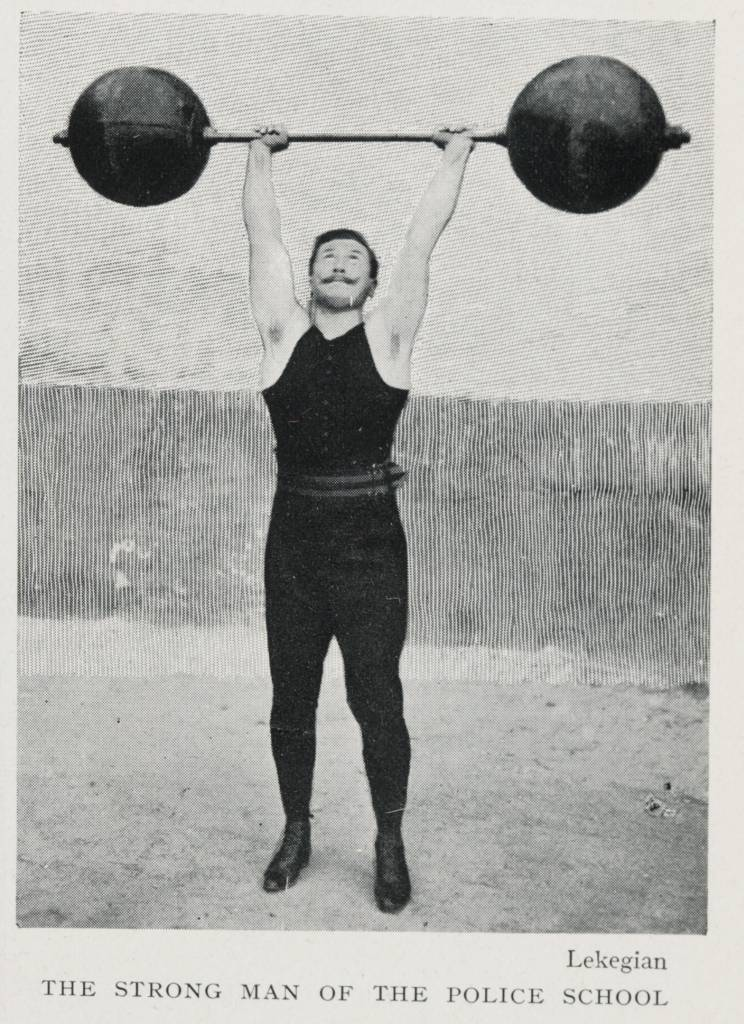 Lekegian
THE STRONG MAN OF THE POLICE SCHOOL